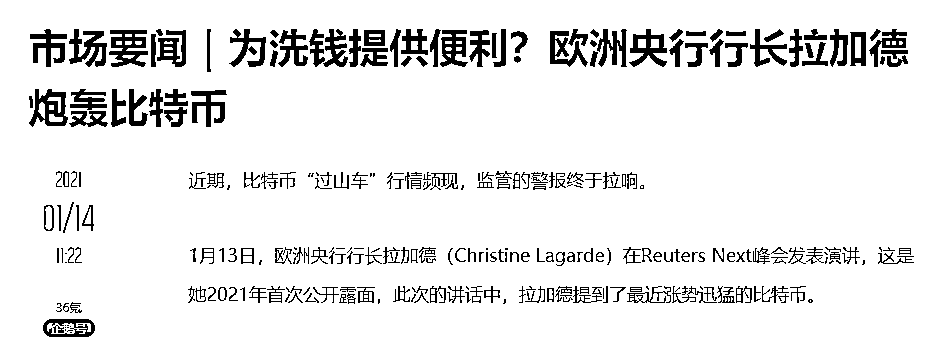 市场要闻｜为洗钱提供便利？欧洲央行行长拉加德
炮轰比特币
2021
01/14
11:22
36氪
企鹅号
近期，比特币“过山车”行情频现，监管的警报终于拉响。
1月13日，欧洲央行行长拉加德（Christine Lagarde）在Reuters Next峰会发表演讲，这是
她2021年首次公开露面，此次的讲话中，拉加德提到了最近涨势迅猛的比特币。